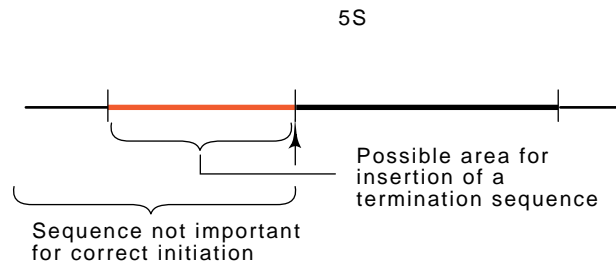 5S
Possible area for
insertion of a
termination sequence
Sequence not important
for correct initiation